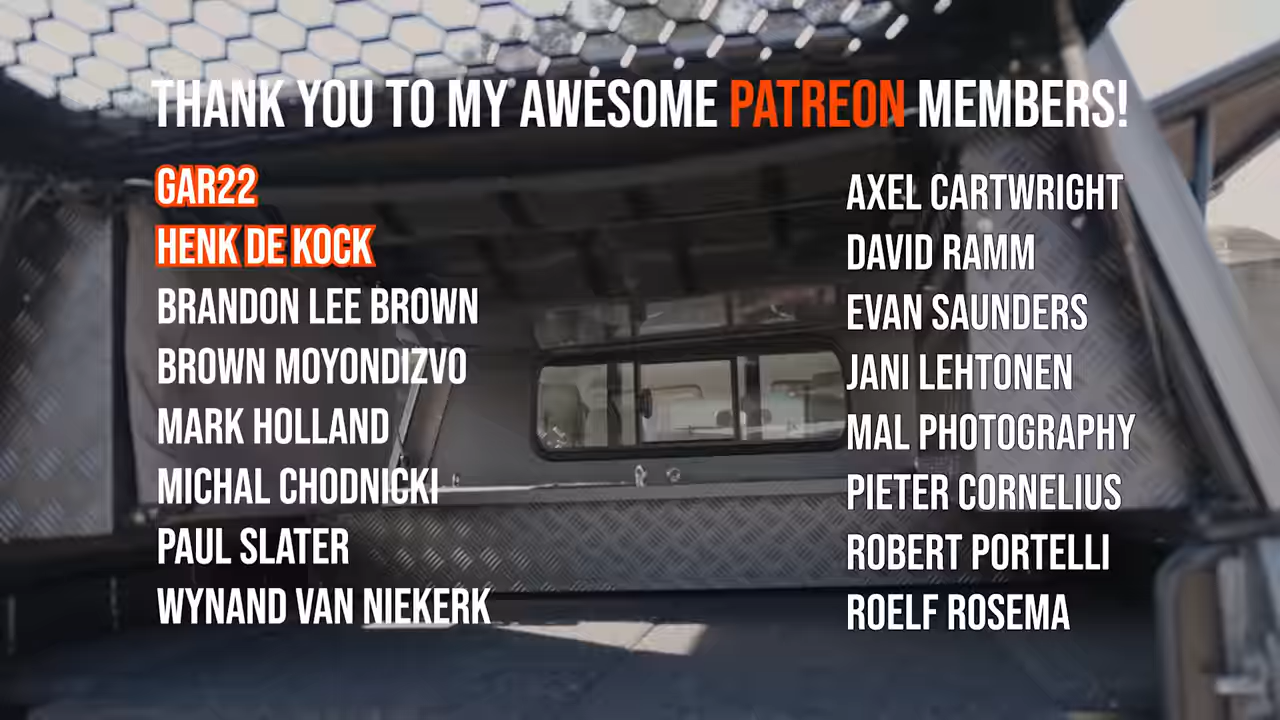 THANK YOU TO MY AWESOME PATREON MEMBERS!
GAR22
HENK DE KOCK
BRANDON LEE BROWN
BROWN MOYONDIZVO
MARK HOLLAND
MICHAL CHODNICKI
PAUL SLATER
WYNAND VAN NIEKERK
AXEL CARTWRIGHT
DAVID RAMM
EVAN SAUNDERS
JANI LEHTONEN
MAL PHOTOGRAPHY
PIETER CORNELIUS
ROBERT PORTELLI
ROELF ROSEMA